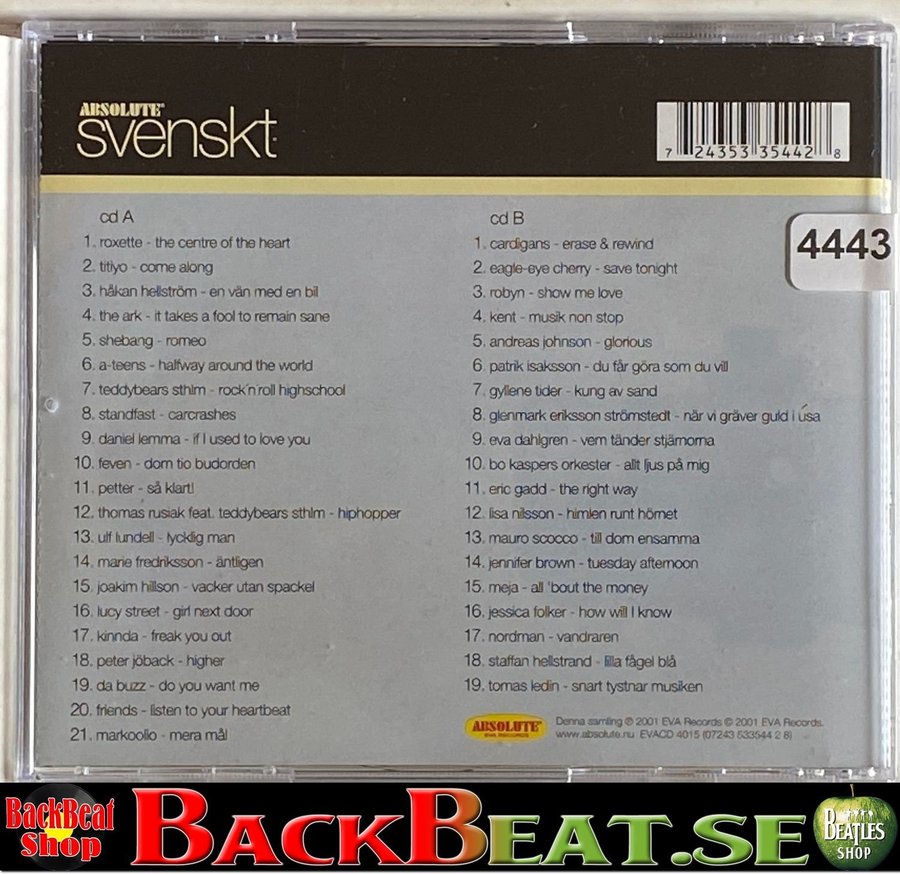 ABSOLUTE®
svenskt
7 24353 35442 8
4443
cd A
1. roxette - the centre of the heart
2. titiyo - come along
3. håkan hellström - en vän med en bil
4. the ark - it takes a fool to remain sane
5. shebang - romeo
6. a-teens - halfway around the world
7. teddybears sthlm - rock'n'roll highschool
8. standfast - carcrashes
9. daniel lemma - if I used to love you
10. feven - dom tio budorden
11. petter - så klart!
12. thomas rusiak feat. teddybears sthlm - hiphopper
13. ulf lundell - lycklig man
14. marie fredriksson - äntligen
15. joakim hillson - vacker utan spackel
16. lucy street - girl next door
17. kinnda - freak you out
18. peter jöback - higher
19. da buzz - do you want me
20. friends - listen to your heartbeat
21. markoolio - mera mål
cd B
1. cardigans - erase & rewind
2. eagle-eye cherry - save tonight
3. robyn - show me love
4. kent - musik non stop
5. andreas johnson - glorious
6. patrik isaksson - du får göra som du vill
7. gyllene tider - kung av sand
8. glenmark eriksson strömstedt - när vi gräver guld i usa
9. eva dahlgren - vem tänder stjärnorna
10. bo kaspers orkester - allt ljus på mig
11. eric gadd - the right way
12. lisa nilsson - himlen runt hörnet
13. mauro scocco - till dom ensamma
14. jennifer brown - tuesday afternoon
15. meja - all 'bout the money
16. jessica folker - how will I know
17. nordman - vandraren
18. staffan hellstrand - lilla fågel blå
19. tomas ledin - snart tystnar musiken
ABSOLUTE®
EVA RECORDS
Denna samling ℗ 2001 EVA Records © 2001 EVA Records.
www.absolute.nu EVACD 4015 (07243 533544 2 8)
BackBeat
Shop
BACKBEAT.SE
BEATLES
SHOP